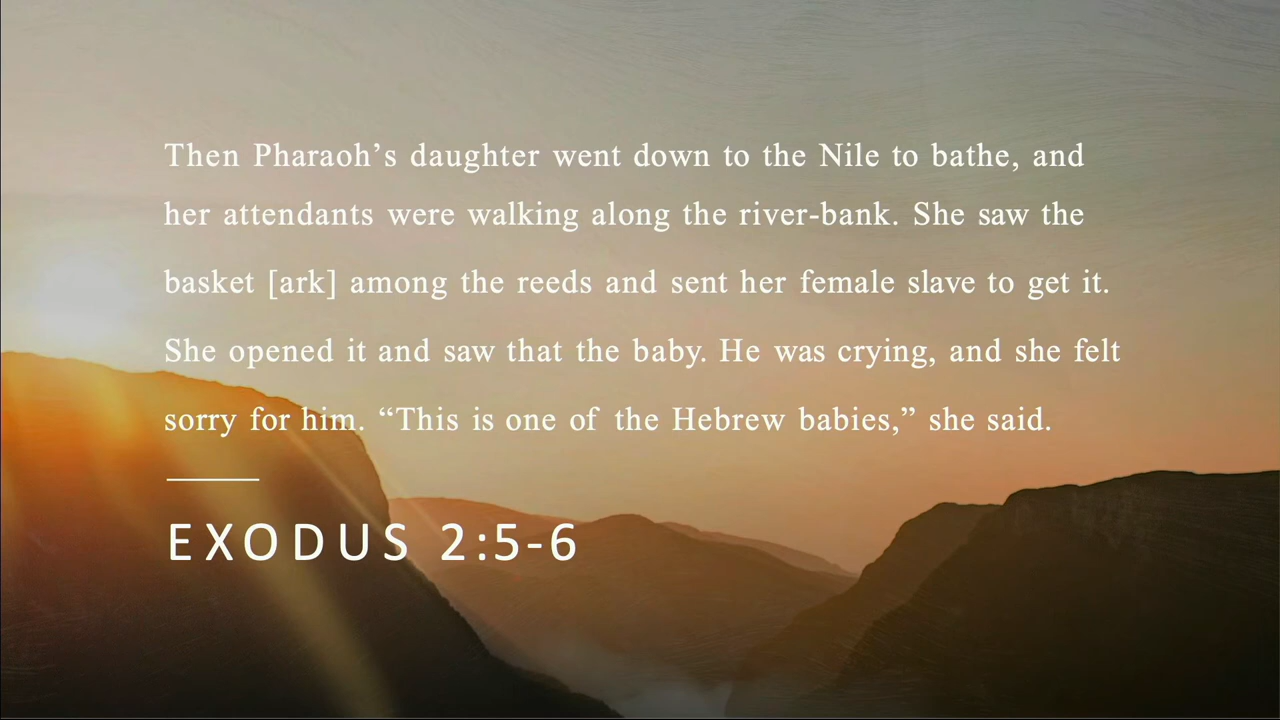 Then Pharaoh’s daughter went down to the Nile to bathe, and
her attendants were walking along the river-bank. She saw the
basket [ark] among the reeds and sent her female slave to get it.
She opened it and saw that the baby. He was crying, and she felt
sorry for him. “This is one of the Hebrew babies,” she said.
EXODUS 2:5-6